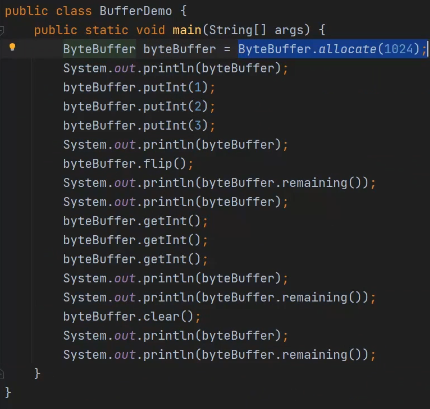 public class BufferDemo {
    public static void main(String[] args) {
        ByteBuffer byteBuffer = ByteBuffer.allocate(1024);
        System.out.println(byteBuffer);
        byteBuffer.putInt(1);
        byteBuffer.putInt(2);
        byteBuffer.putInt(3);
        System.out.println(byteBuffer);
        byteBuffer.flip();
        System.out.println(byteBuffer.remaining());
        System.out.println(byteBuffer);
        byteBuffer.getInt();
        byteBuffer.getInt();
        byteBuffer.getInt();
        System.out.println(byteBuffer);
        System.out.println(byteBuffer.remaining());
        byteBuffer.clear();
        System.out.println(byteBuffer);
        System.out.println(byteBuffer.remaining());
    }
}